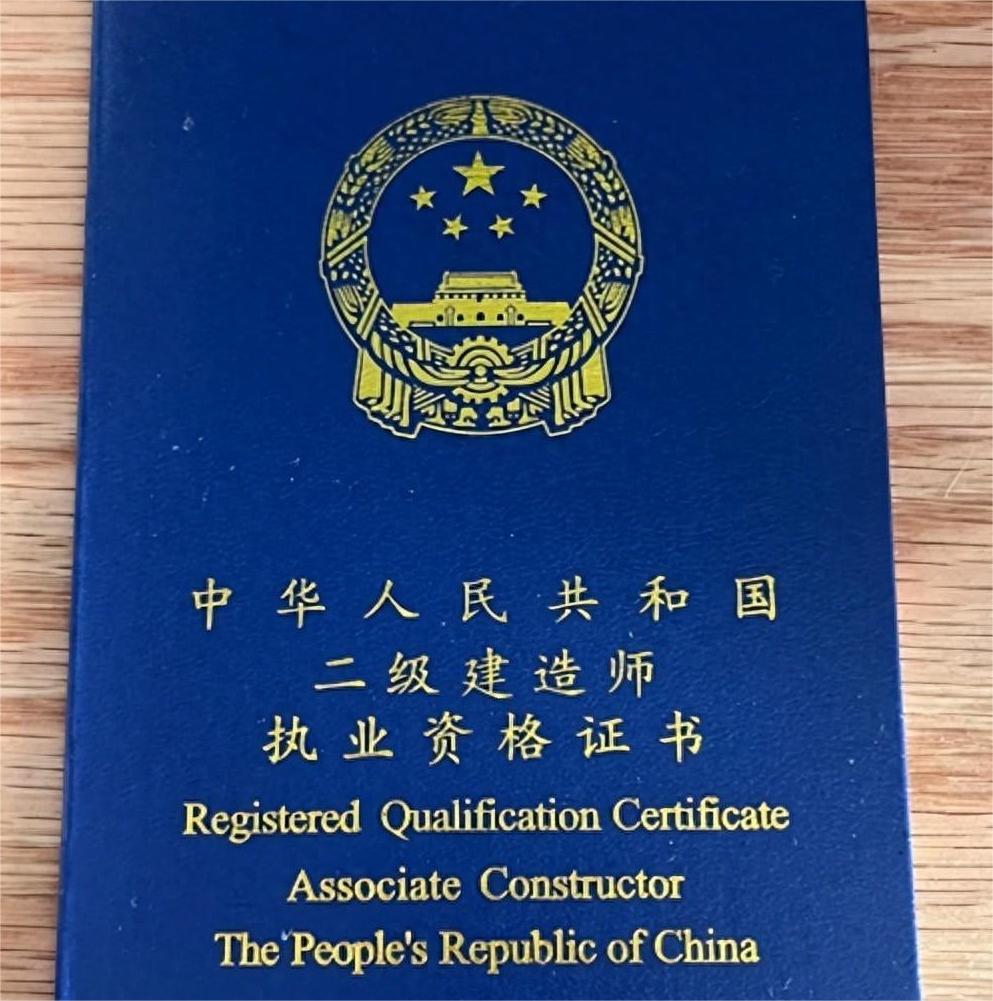 中华人民共和国
二级建造师
执业资格证书
Registered Qualification Certificate
Associate Constructor
The People's Republic of China